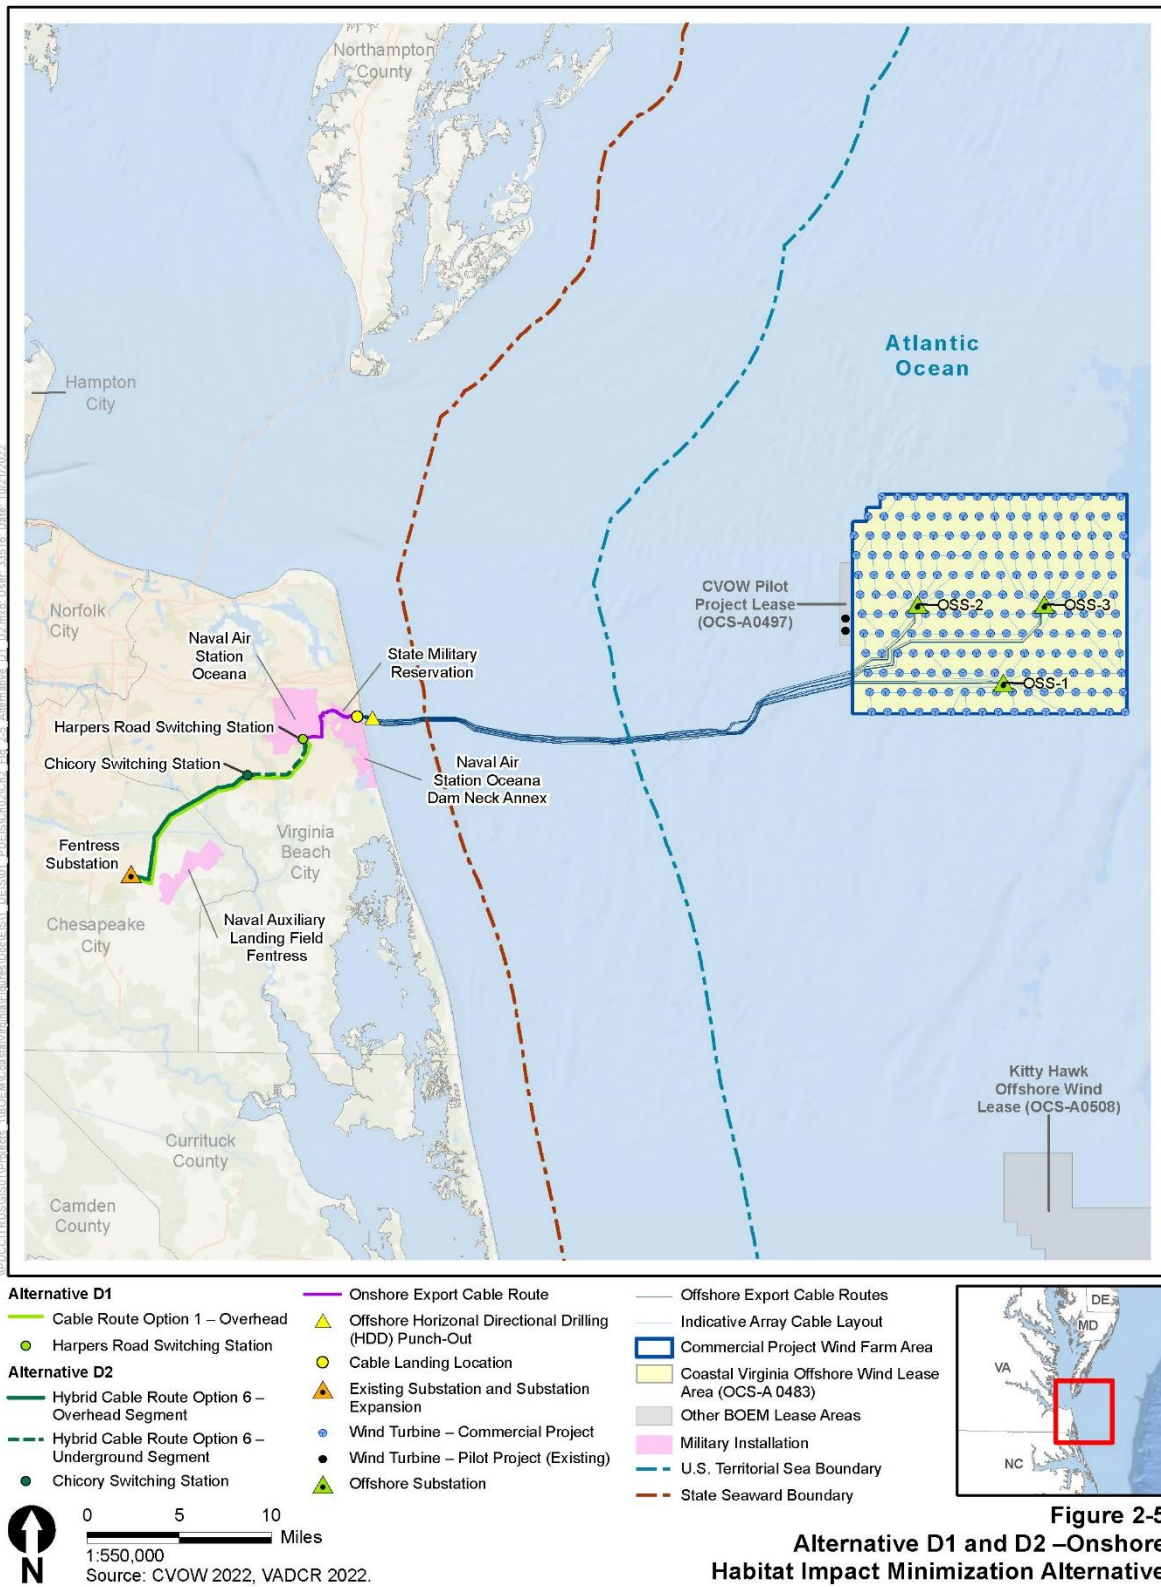 Northampton
County
Atlantic
Ocean
Hampton
City
CVOW Pilot
Project Lease
(OCS-A0497)
OSS-2
OSS-3
OSS-1
Norfolk
City
Naval Air
Station
Oceana
State Military
Reservation
Harpers Road Switching Station
Chicory Switching Station
Naval Air
Station Oceana
Dam Neck Annex
Virginia
Beach
City
Fentress
Substation
Chesapeake
City
Naval Auxiliary
Landing Field
Fentress
Kitty Hawk
Offshore Wind
Lease (OCS-A0508)
Currituck
County
Camden
County
Alternative D1
Cable Route Option 1 – Overhead
Harpers Road Switching Station
Alternative D2
Hybrid Cable Route Option 6 –
Overhead Segment
Hybrid Cable Route Option 6 –
Underground Segment
Chicory Switching Station
Onshore Export Cable Route
Offshore Horizonal Directional Drilling
(HDD) Punch-Out
Cable Landing Location
Existing Substation and Substation
Expansion
Wind Turbine – Commercial Project
Wind Turbine – Pilot Project (Existing)
Offshore Substation
Offshore Export Cable Routes
Indicative Array Cable Layout
Commercial Project Wind Farm Area
Coastal Virginia Offshore Wind Lease
Area (OCS-A 0483)
Other BOEM Lease Areas
Military Installation
U.S. Territorial Sea Boundary
State Seaward Boundary
DE
MD
VA
NC
N
0 5 10
Miles
1:550,000
Source: CVOW 2022, VADCR 2022.
Figure 2-5
Alternative D1 and D2 –Onshore
Habitat Impact Minimization Alternative